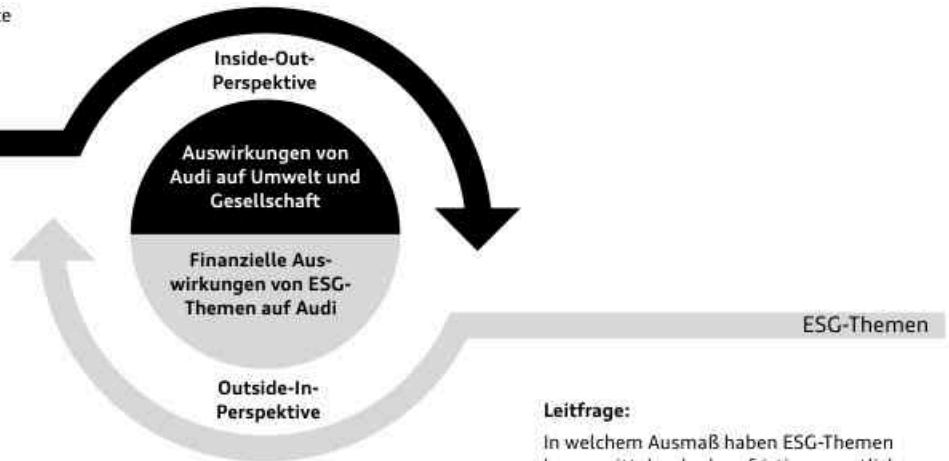 Inside-Out-
Perspektive
Auswirkungen von
Audi auf Umwelt und
Gesellschaft
Finanzielle Aus-
wirkungen von ESG-
Themen auf Audi
ESG-Themen
Outside-In-
Perspektive
Leitfrage:
In welchem Ausmaß haben ESG-Themen